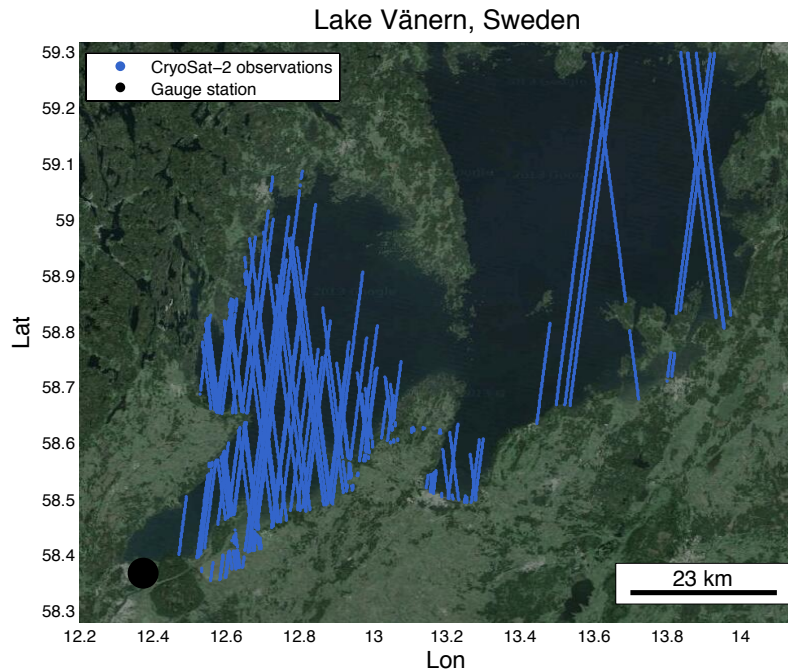 Lake Vänern, Sweden
CryoSat−2 observations
Gauge station
59.3
59.2
59.1
59
58.9
58.8
58.7
58.6
58.5
58.4
58.3
Lat
23 km
12.2 12.4 12.6 12.8 13 13.2 13.4 13.6 13.8 14
Lon